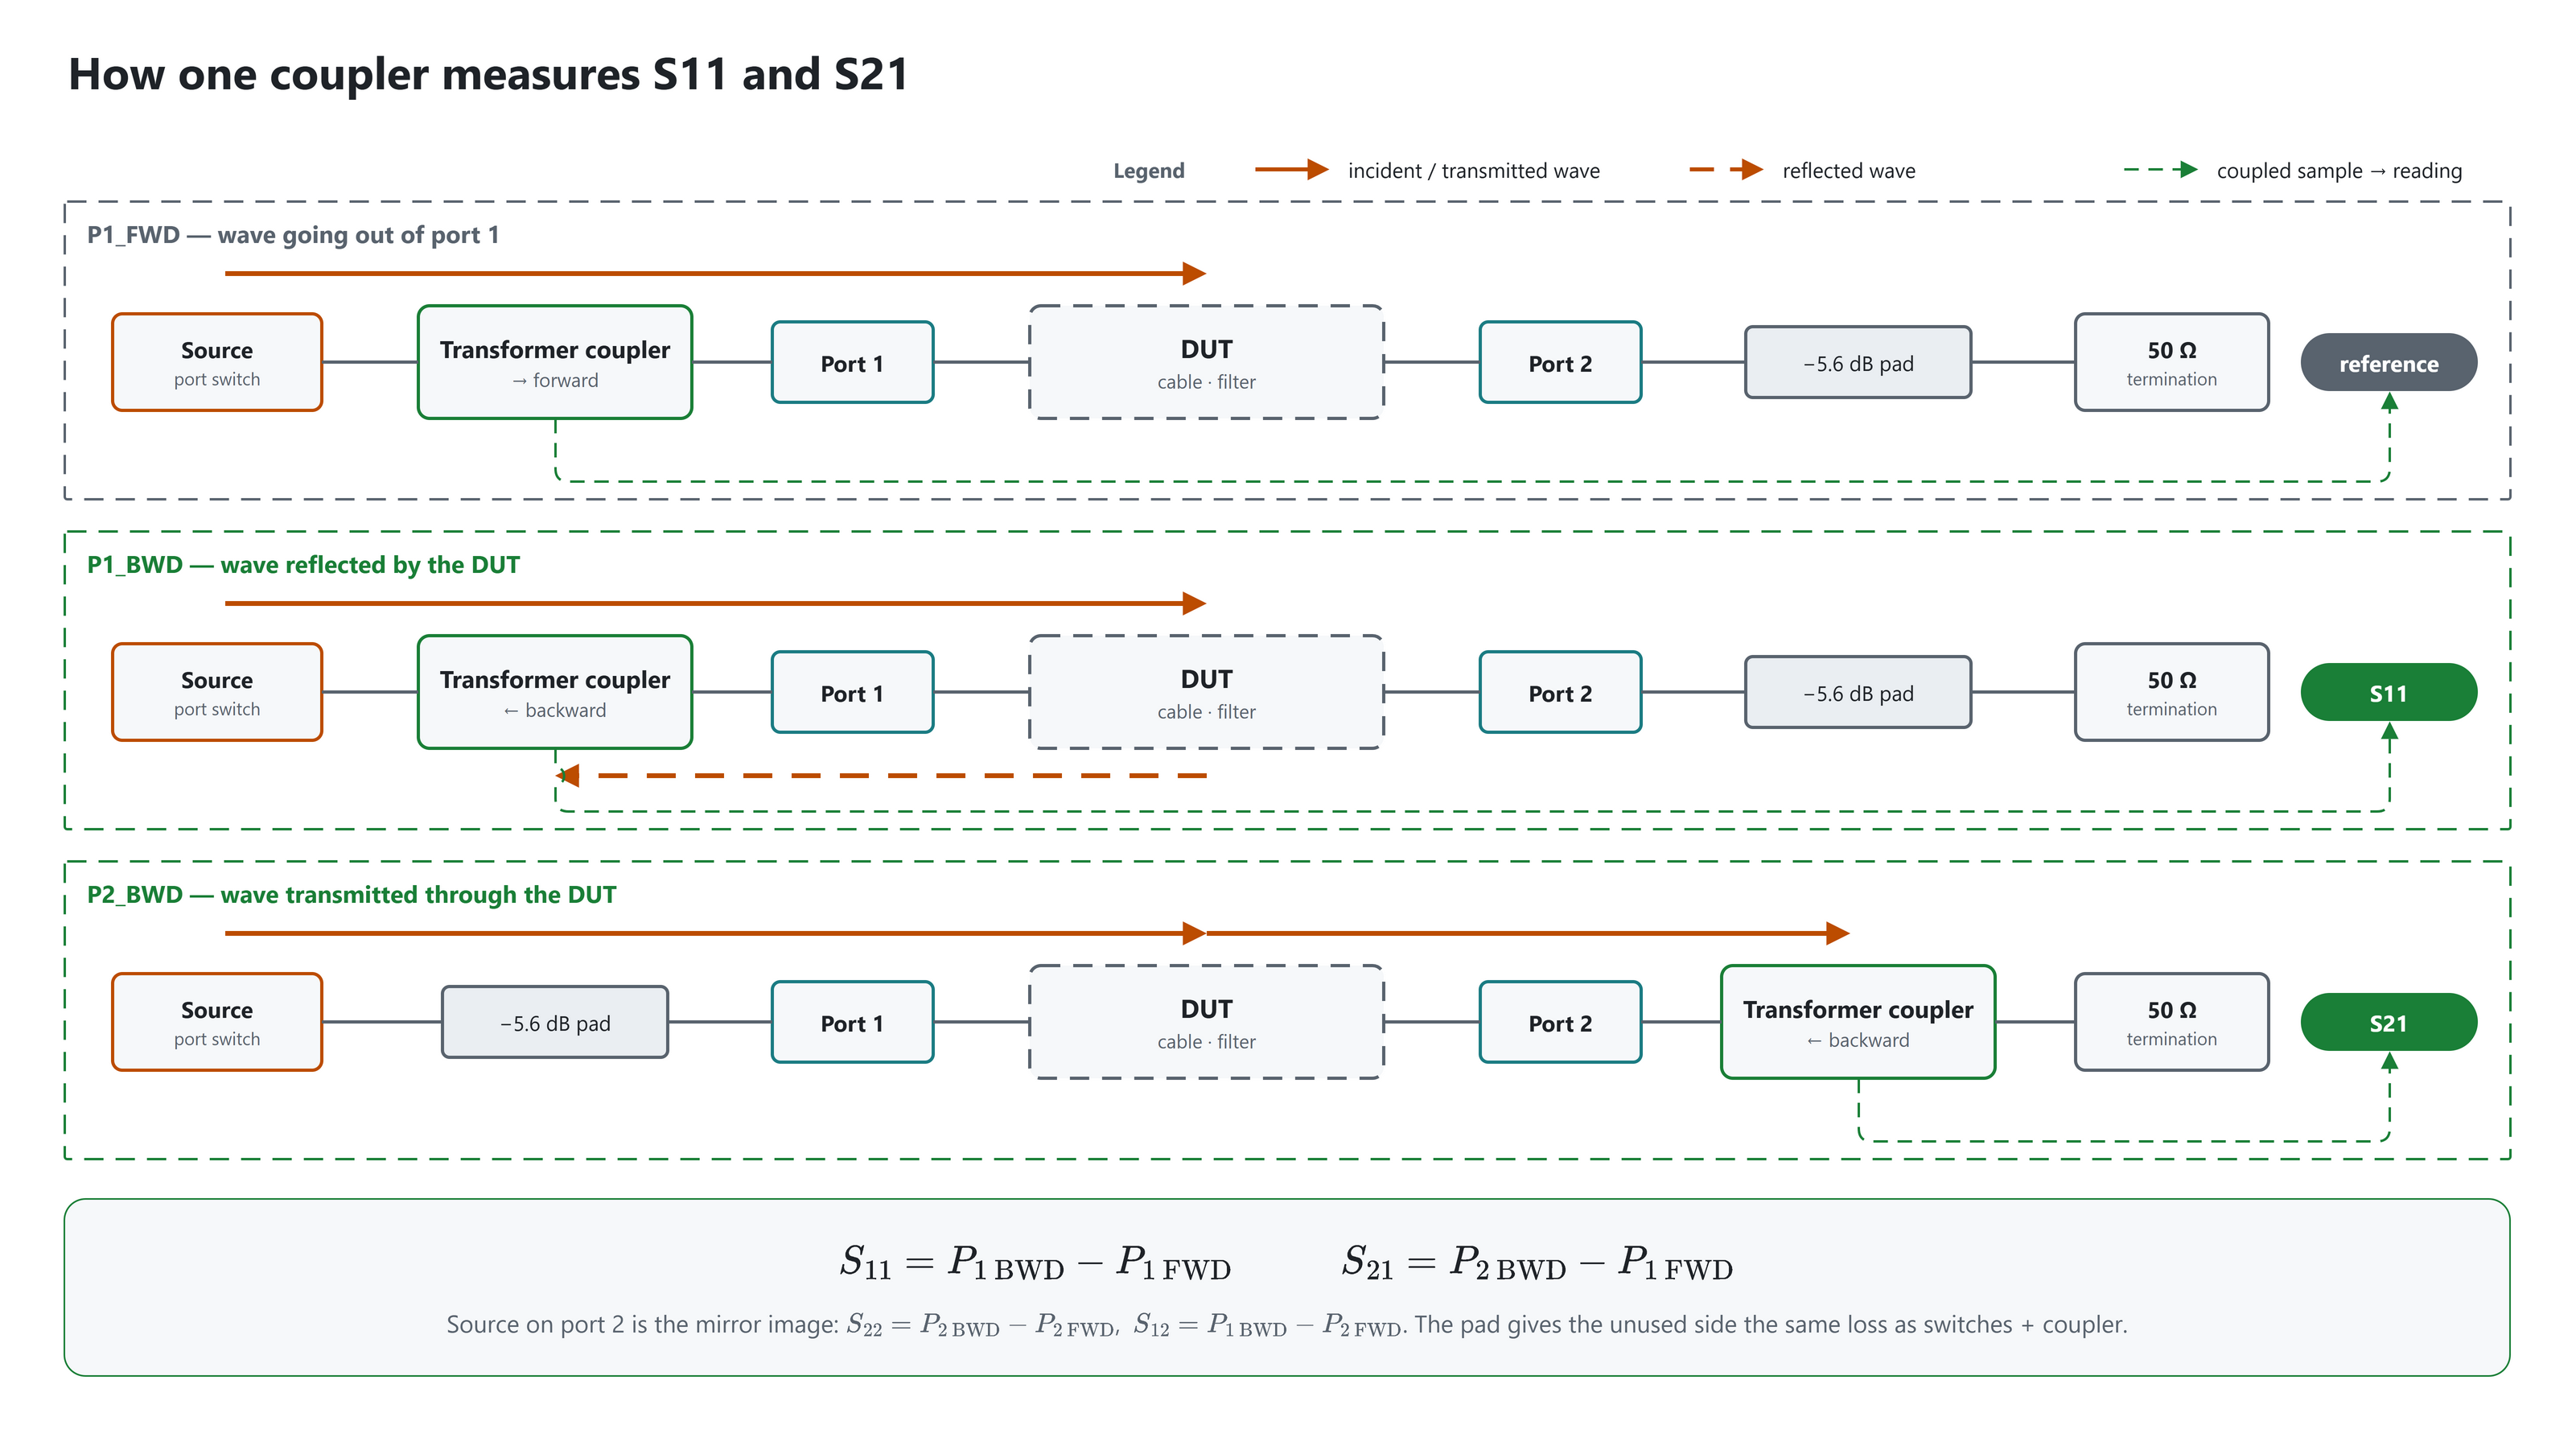 How one coupler measures S11 and S21
Legend
incident / transmitted wave
reflected wave
coupled sample → reading
P1_FWD — wave going out of port 1
Source
port switch
Transformer coupler
→ forward
Port 1
DUT
cable · filter
Port 2
−5.6 dB pad
50 Ω
termination
reference
P1_BWD — wave reflected by the DUT
Source
port switch
Transformer coupler
← backward
Port 1
DUT
cable · filter
Port 2
−5.6 dB pad
50 Ω
termination
S11
P2_BWD — wave transmitted through the DUT
Source
port switch
−5.6 dB pad
Port 1
DUT
cable · filter
Port 2
Transformer coupler
← backward
50 Ω
termination
S21
S11 = P1 BWD − P1 FWD S21 = P2 BWD − P1 FWD
Source on port 2 is the mirror image: S22 = P2 BWD − P2 FWD, S12 = P1 BWD − P2 FWD. The pad gives the unused side the same loss as switches + coupler.